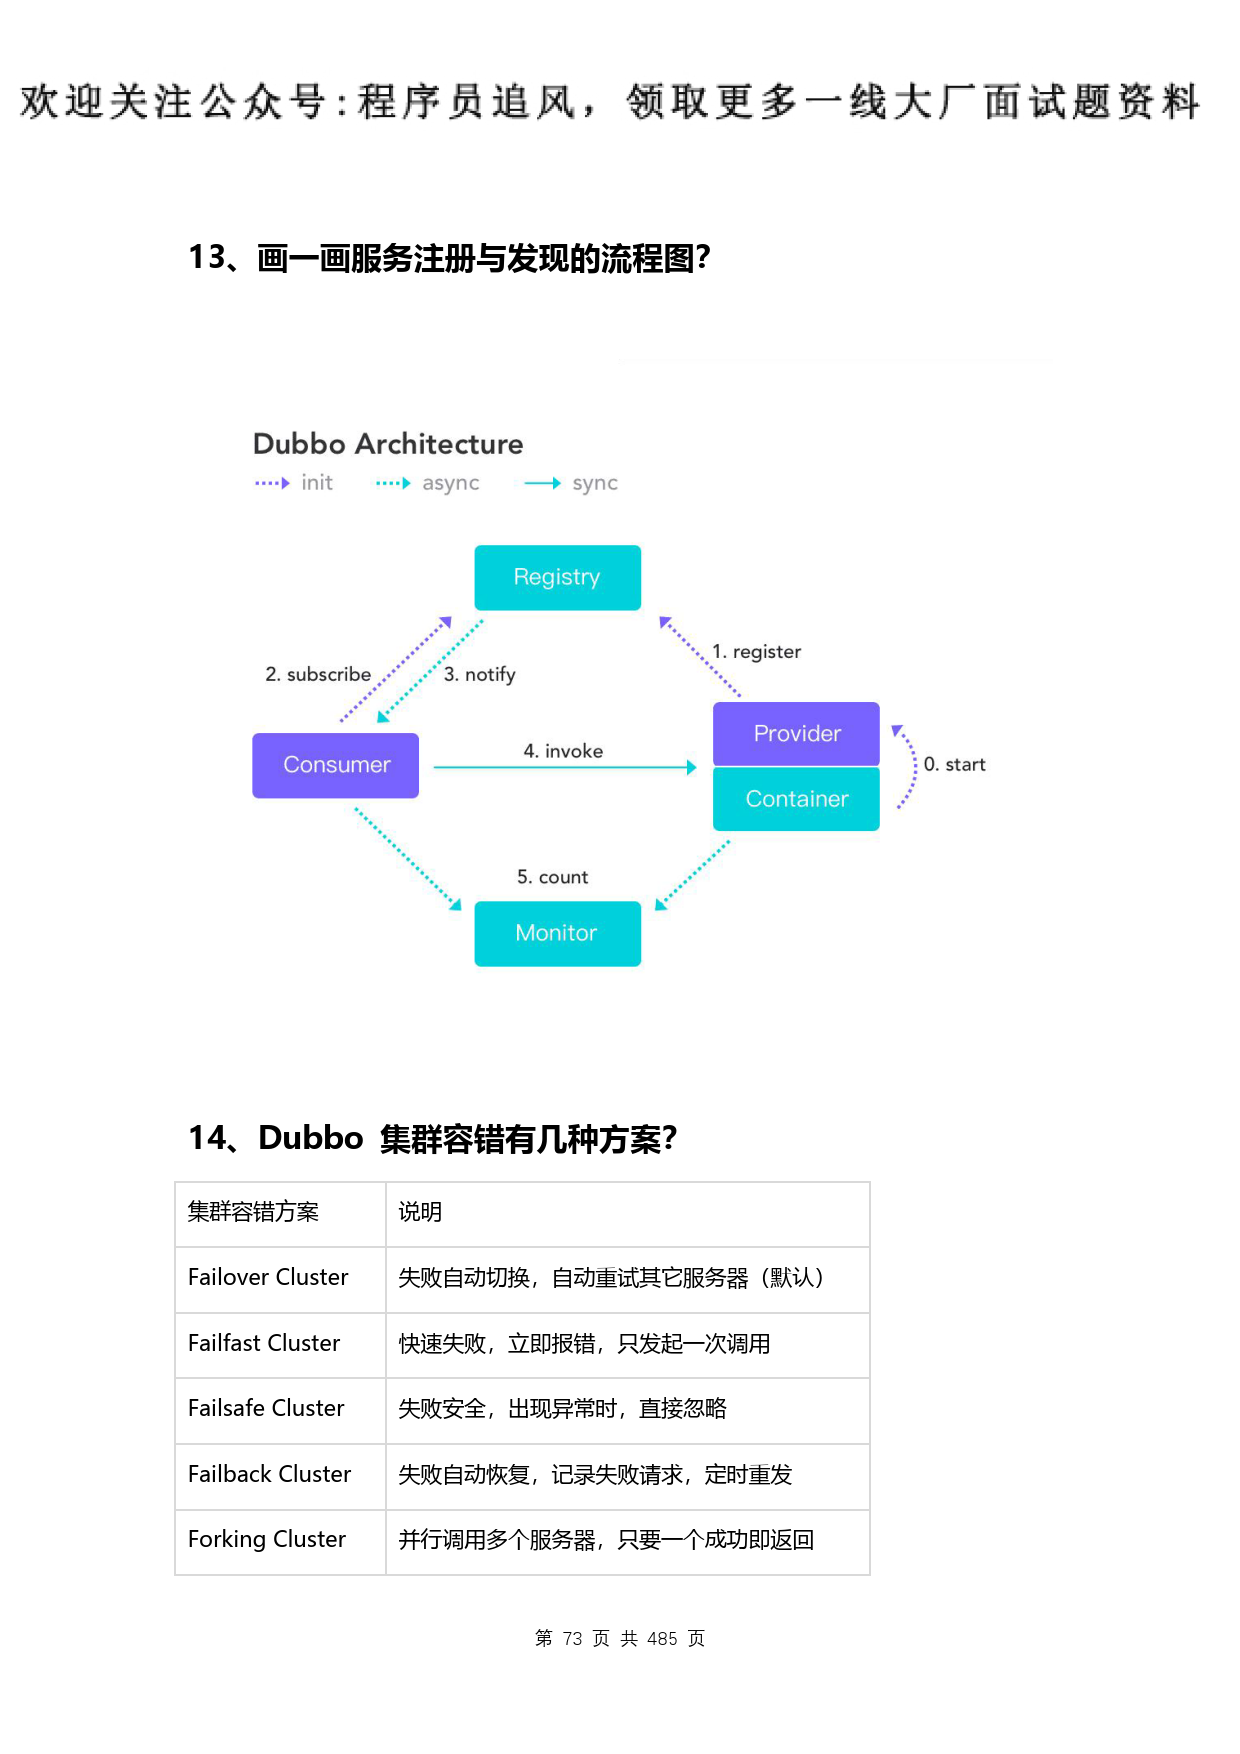 欢迎关注公众号:程序员追风，领取更多一线大厂面试题资料
13、画一画服务注册与发现的流程图?
Dubbo Architecture
init async sync
Registry
1. register
2. subscribe 3. notify
Provider
4. invoke
Consumer
0. start
Container
5. count
Monitor
14、Dubbo 集群容错有几种方案?
集群容错方案 说明
Failover Cluster 失败自动切换，自动重试其它服务器（默认）
Failfast Cluster 快速失败，立即报错，只发起一次调用
Failsafe Cluster 失败安全，出现异常时，直接忽略
Failback Cluster 失败自动恢复，记录失败请求，定时重发
Forking Cluster 并行调用多个服务器，只要一个成功即返回
第 73 页 共 485 页